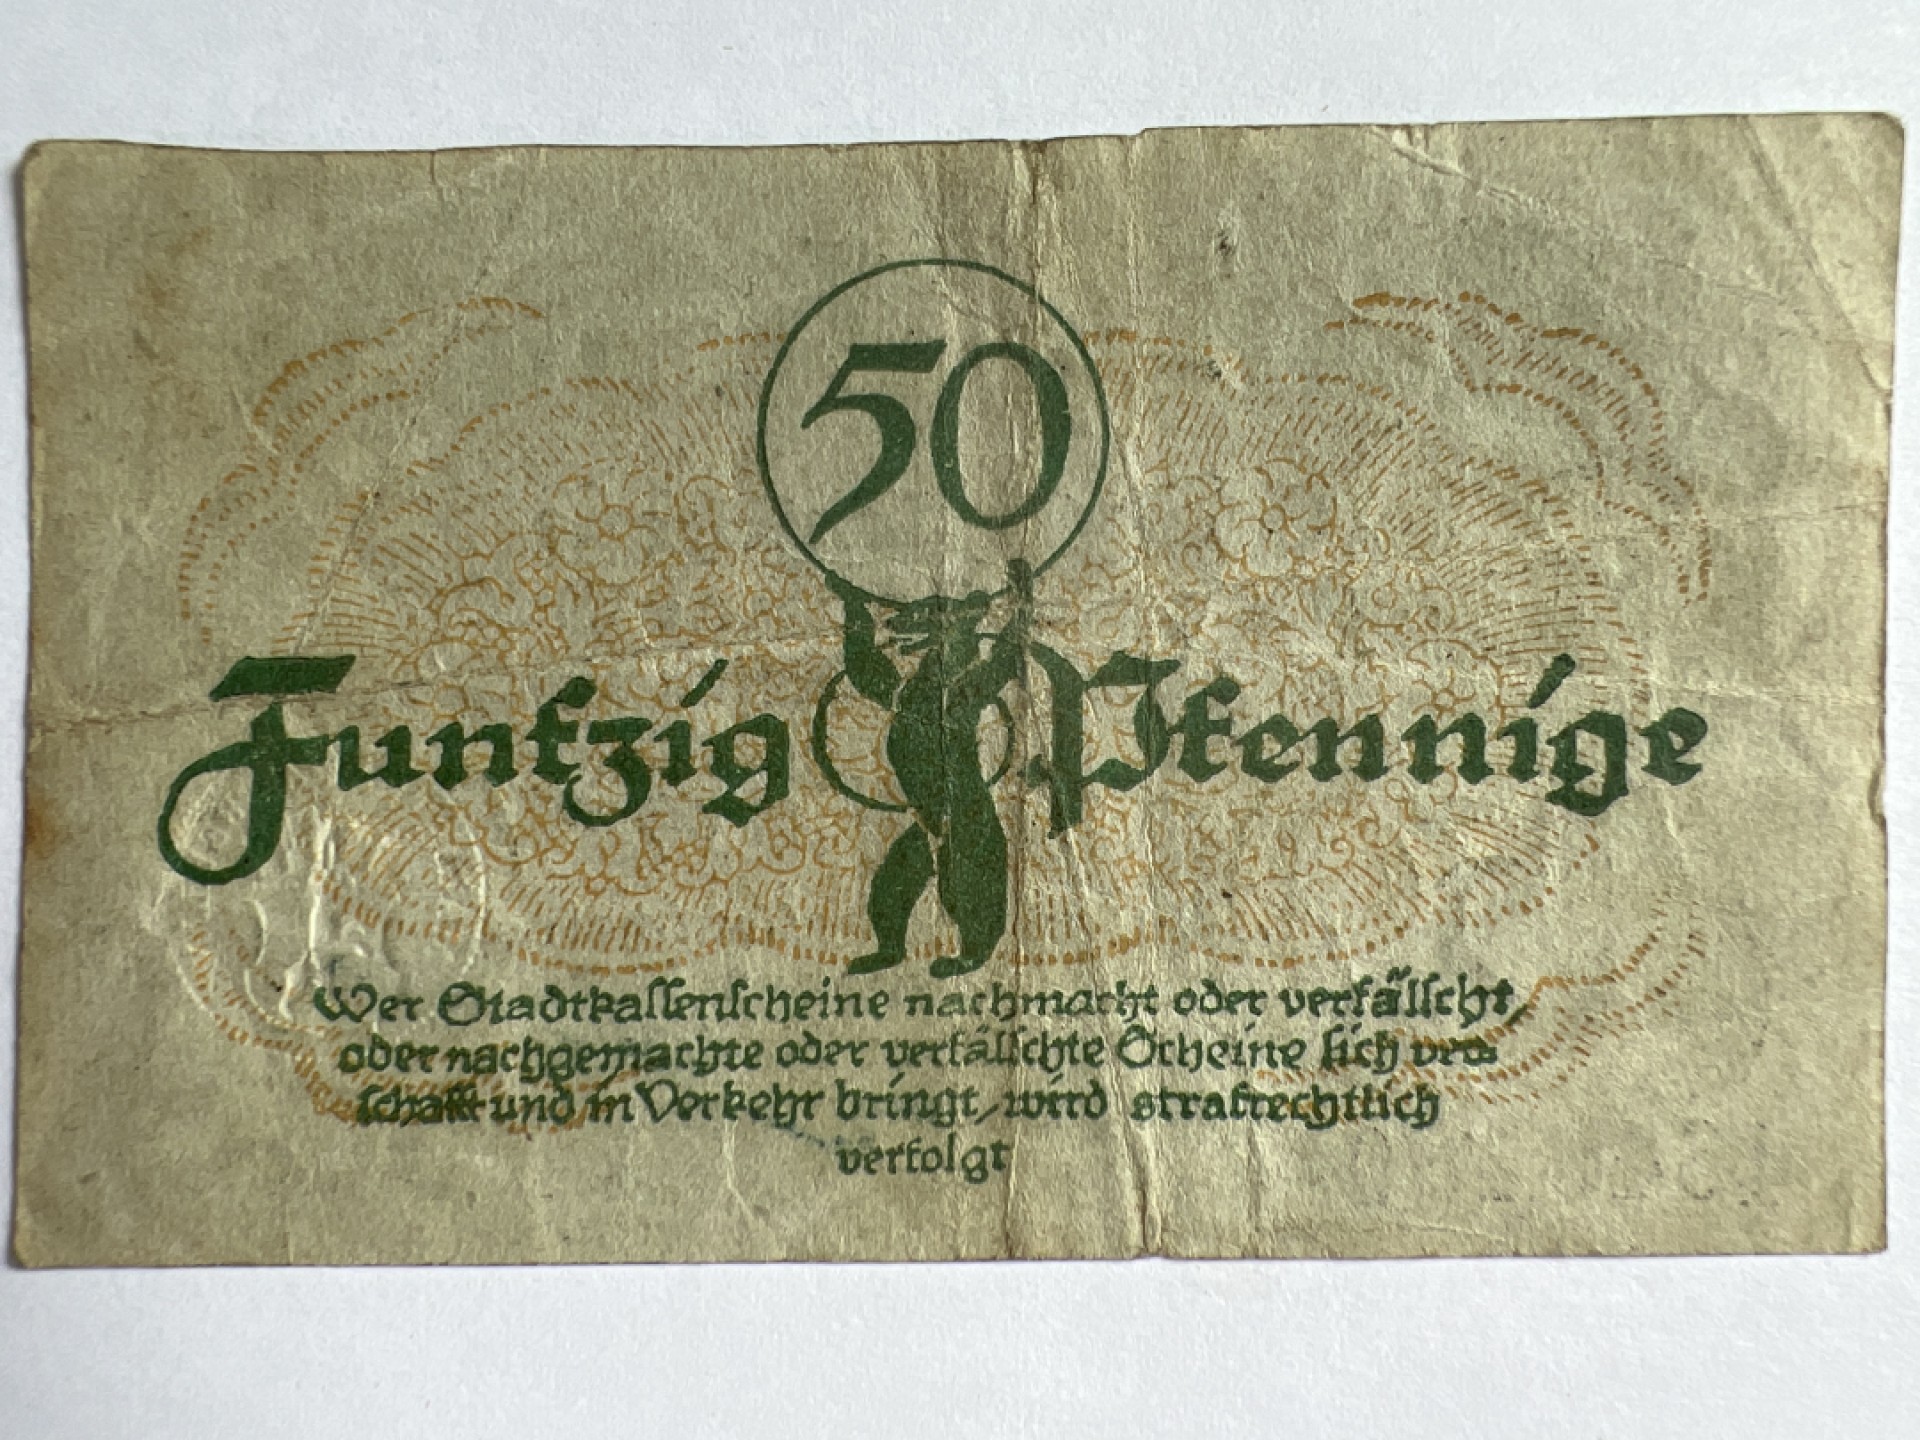 50
Funfzig Pfennige
Wer Stadtkassenscheine nachmacht oder verfälscht,
oder nachgemachte oder verfälschte Scheine sich ver-
schafft und in Verkehr bringt, wird strafrechtlich
verfolgt